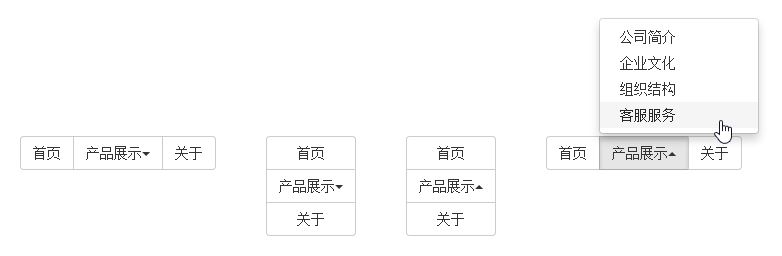 公司简介
企业文化
组织结构
客服服务
首页 产品展示 关于
首页
产品展示
关于
首页
产品展示
关于
首页 产品展示 关于